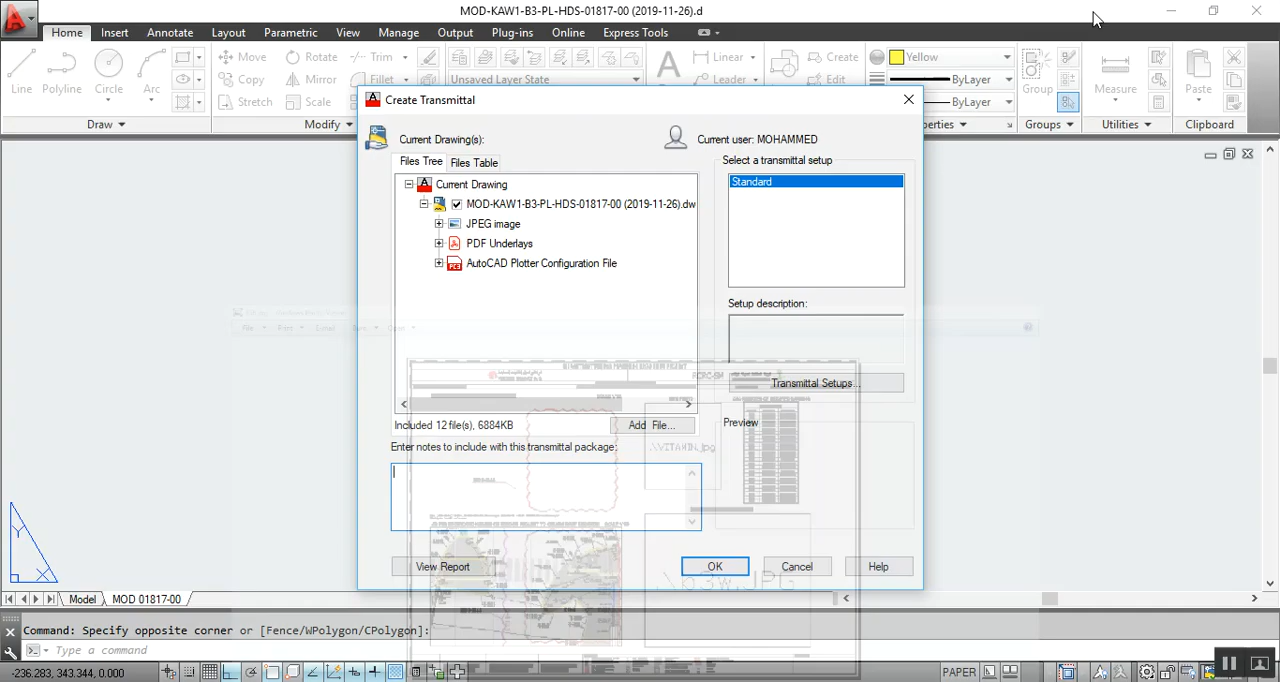 MOD-KAW1-B3-PL-HDS-01817-00 (2019-11-26).d
Home Insert Annotate Layout Parametric View Manage Output Plug-ins Online Express Tools
Line Polyline Circle Arc
Move Rotate Trim
Copy Mirror Fillet
Stretch Scale
Unsaved Layer State
Linear
Leader
Create
Edit
Yellow
ByLayer
ByLayer
Group
Measure
Paste
Draw Modify perties Groups Utilities Clipboard
Create Transmittal
Current Drawing(s):
Current user: MOHAMMED
Files Tree Files Table
Select a transmittal setup
Current Drawing
MOD-KAW1-B3-PL-HDS-01817-00 (2019-11-26).dw
JPEG image
PDF Underlays
AutoCAD Plotter Configuration File
Standard
Setup description:
Transmittal Setups...
Included 12 file(s), 6884KB
Add File...
Preview
Enter notes to include with this transmittal package:
.\VITAMIN.jpg
View Report OK Cancel Help
Y
X
Model MOD 01817-00
Command: Specify opposite corner or [Fence/WPolygon/CPolygon]:
Type a command
-236.283, 343.344, 0.000
PAPER